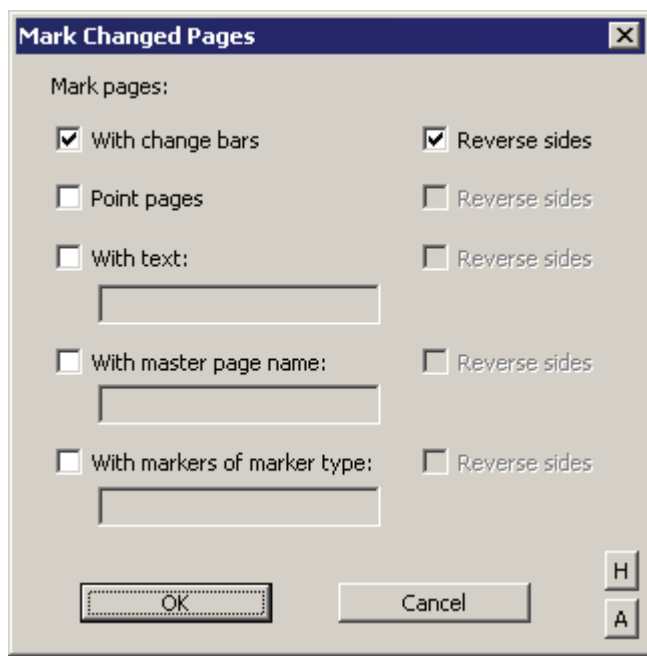 Mark Changed Pages
Mark pages:
With change bars Reverse sides
Point pages Reverse sides
With text: Reverse sides
With master page name: Reverse sides
With markers of marker type: Reverse sides
H
OK Cancel
A